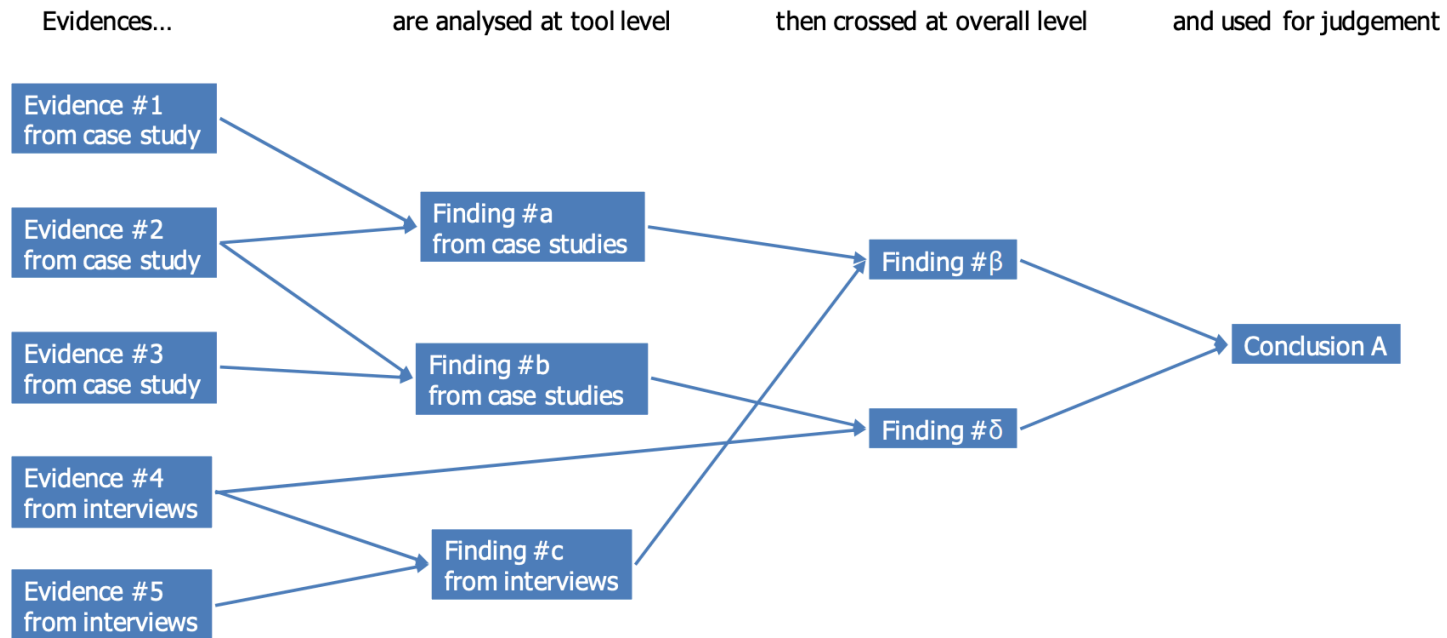 Evidences...
are analysed at tool level
then crossed at overall level
and used for judgement
Evidence #1
from case study
Evidence #2
from case study
Evidence #3
from case study
Evidence #4
from interviews
Evidence #5
from interviews
Finding #a
from case studies
Finding #b
from case studies
Finding #c
from interviews
Finding #β
Finding #δ
Conclusion A